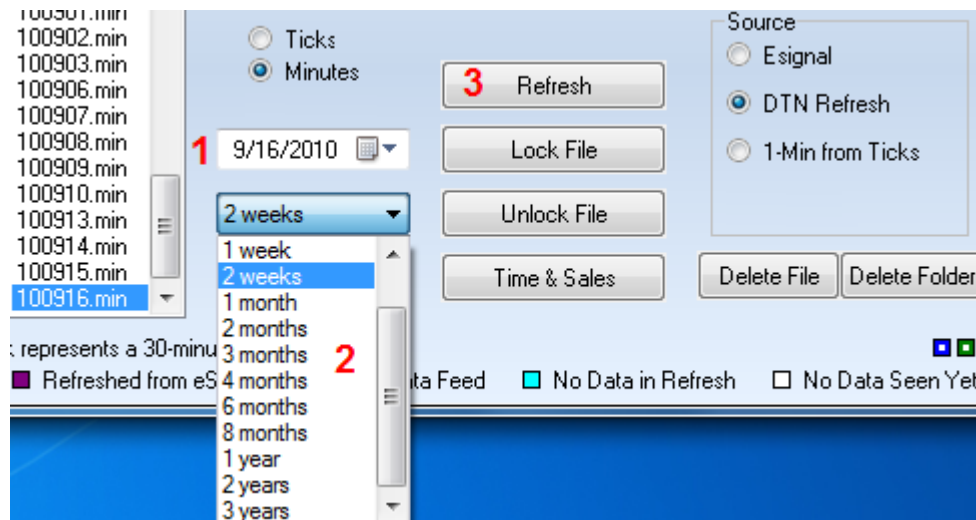 100901.min
100902.min
100903.min
100906.min
100907.min
100908.min
100909.min
100910.min
100913.min
100914.min
100915.min
100916.min
Ticks
Minutes
1
9/16/2010
2 weeks
1 week
2 weeks
1 month
2 months
3 months
4 months
6 months
8 months
1 year
2 years
3 years
2
3
Refresh
Lock File
Unlock File
Time & Sales
Source
Esignal
DTN Refresh
1-Min from Ticks
Delete File
Delete Folder
represents a 30-minu
Refreshed from eS
ta Feed
No Data in Refresh
No Data Seen Yet